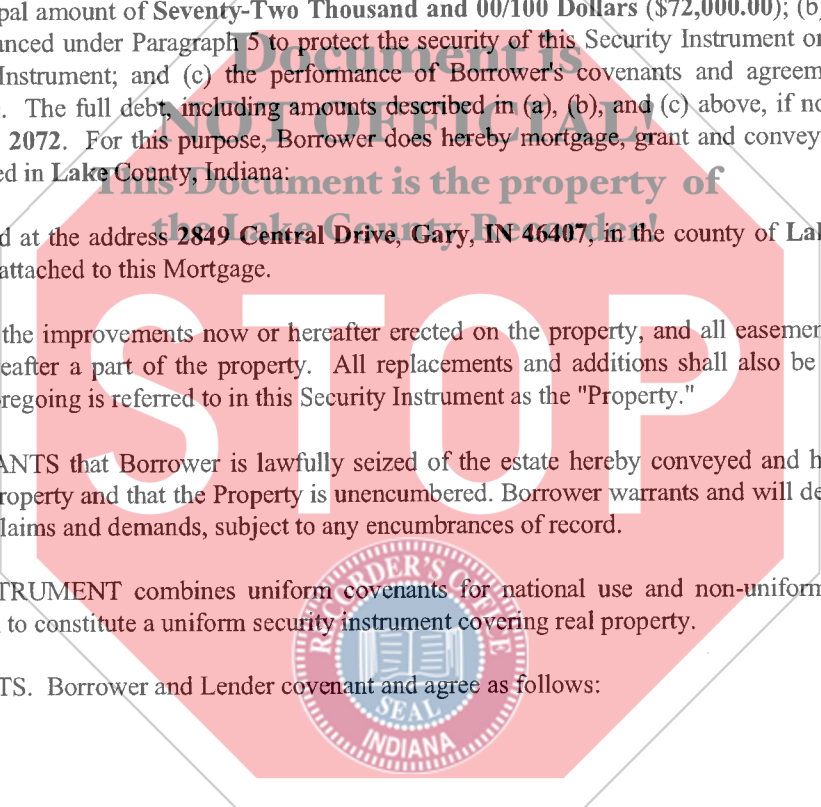 pal amount of Seventy-Two Thousand and 00/100 Dollars ($72,000.00); (b)
anced under Paragraph 5 to protect the security of this Security Instrument or
Instrument; and (c) the performance of Borrower's covenants and agreem
. The full debt, including amounts described in (a), (b), and (c) above, if no
2072. For this purpose, Borrower does hereby mortgage, grant and convey
ed in Lake County, Indiana:
Document is
NOT OFFICIAL!
This Document is the property of
the Lake County Recorder!
d at the address 2849 Central Drive, Gary, IN 46407, in the county of Lak
attached to this Mortgage.
STOP
the improvements now or hereafter erected on the property, and all easemen
eafter a part of the property. All replacements and additions shall also be
regoing is referred to in this Security Instrument as the "Property."
ANTS that Borrower is lawfully seized of the estate hereby conveyed and h
roperty and that the Property is unencumbered. Borrower warrants and will de
laims and demands, subject to any encumbrances of record.
TRUMENT combines uniform covenants for national use and non-uniform
to constitute a uniform security instrument covering real property.
TS. Borrower and Lender covenant and agree as follows:
RECORDER'S OFFICE
SEAL
INDIANA